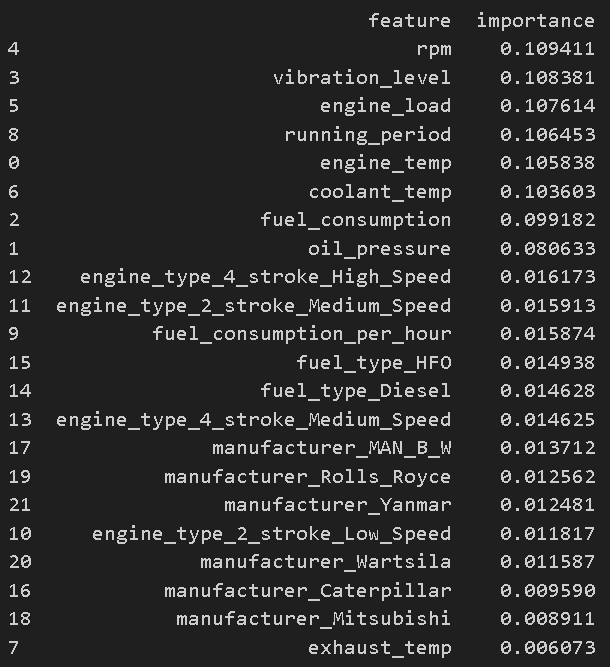 feature importance
4 rpm 0.109411
3 vibration_level 0.108381
5 engine_load 0.107614
8 running_period 0.106453
0 engine_temp 0.105838
6 coolant_temp 0.103603
2 fuel_consumption 0.099182
1 oil_pressure 0.080633
12 engine_type_4_stroke_High_Speed 0.016173
11 engine_type_2_stroke_Medium_Speed 0.015913
9 fuel_consumption_per_hour 0.015874
15 fuel_type_HFO 0.014938
14 fuel_type_Diesel 0.014628
13 engine_type_4_stroke_Medium_Speed 0.014625
17 manufacturer_MAN_B_W 0.013712
19 manufacturer_Rolls_Royce 0.012562
21 manufacturer_Yanmar 0.012481
10 engine_type_2_stroke_Low_Speed 0.011817
20 manufacturer_Wartsila 0.011587
16 manufacturer_Caterpillar 0.009590
18 manufacturer_Mitsubishi 0.008911
7 exhaust_temp 0.006073